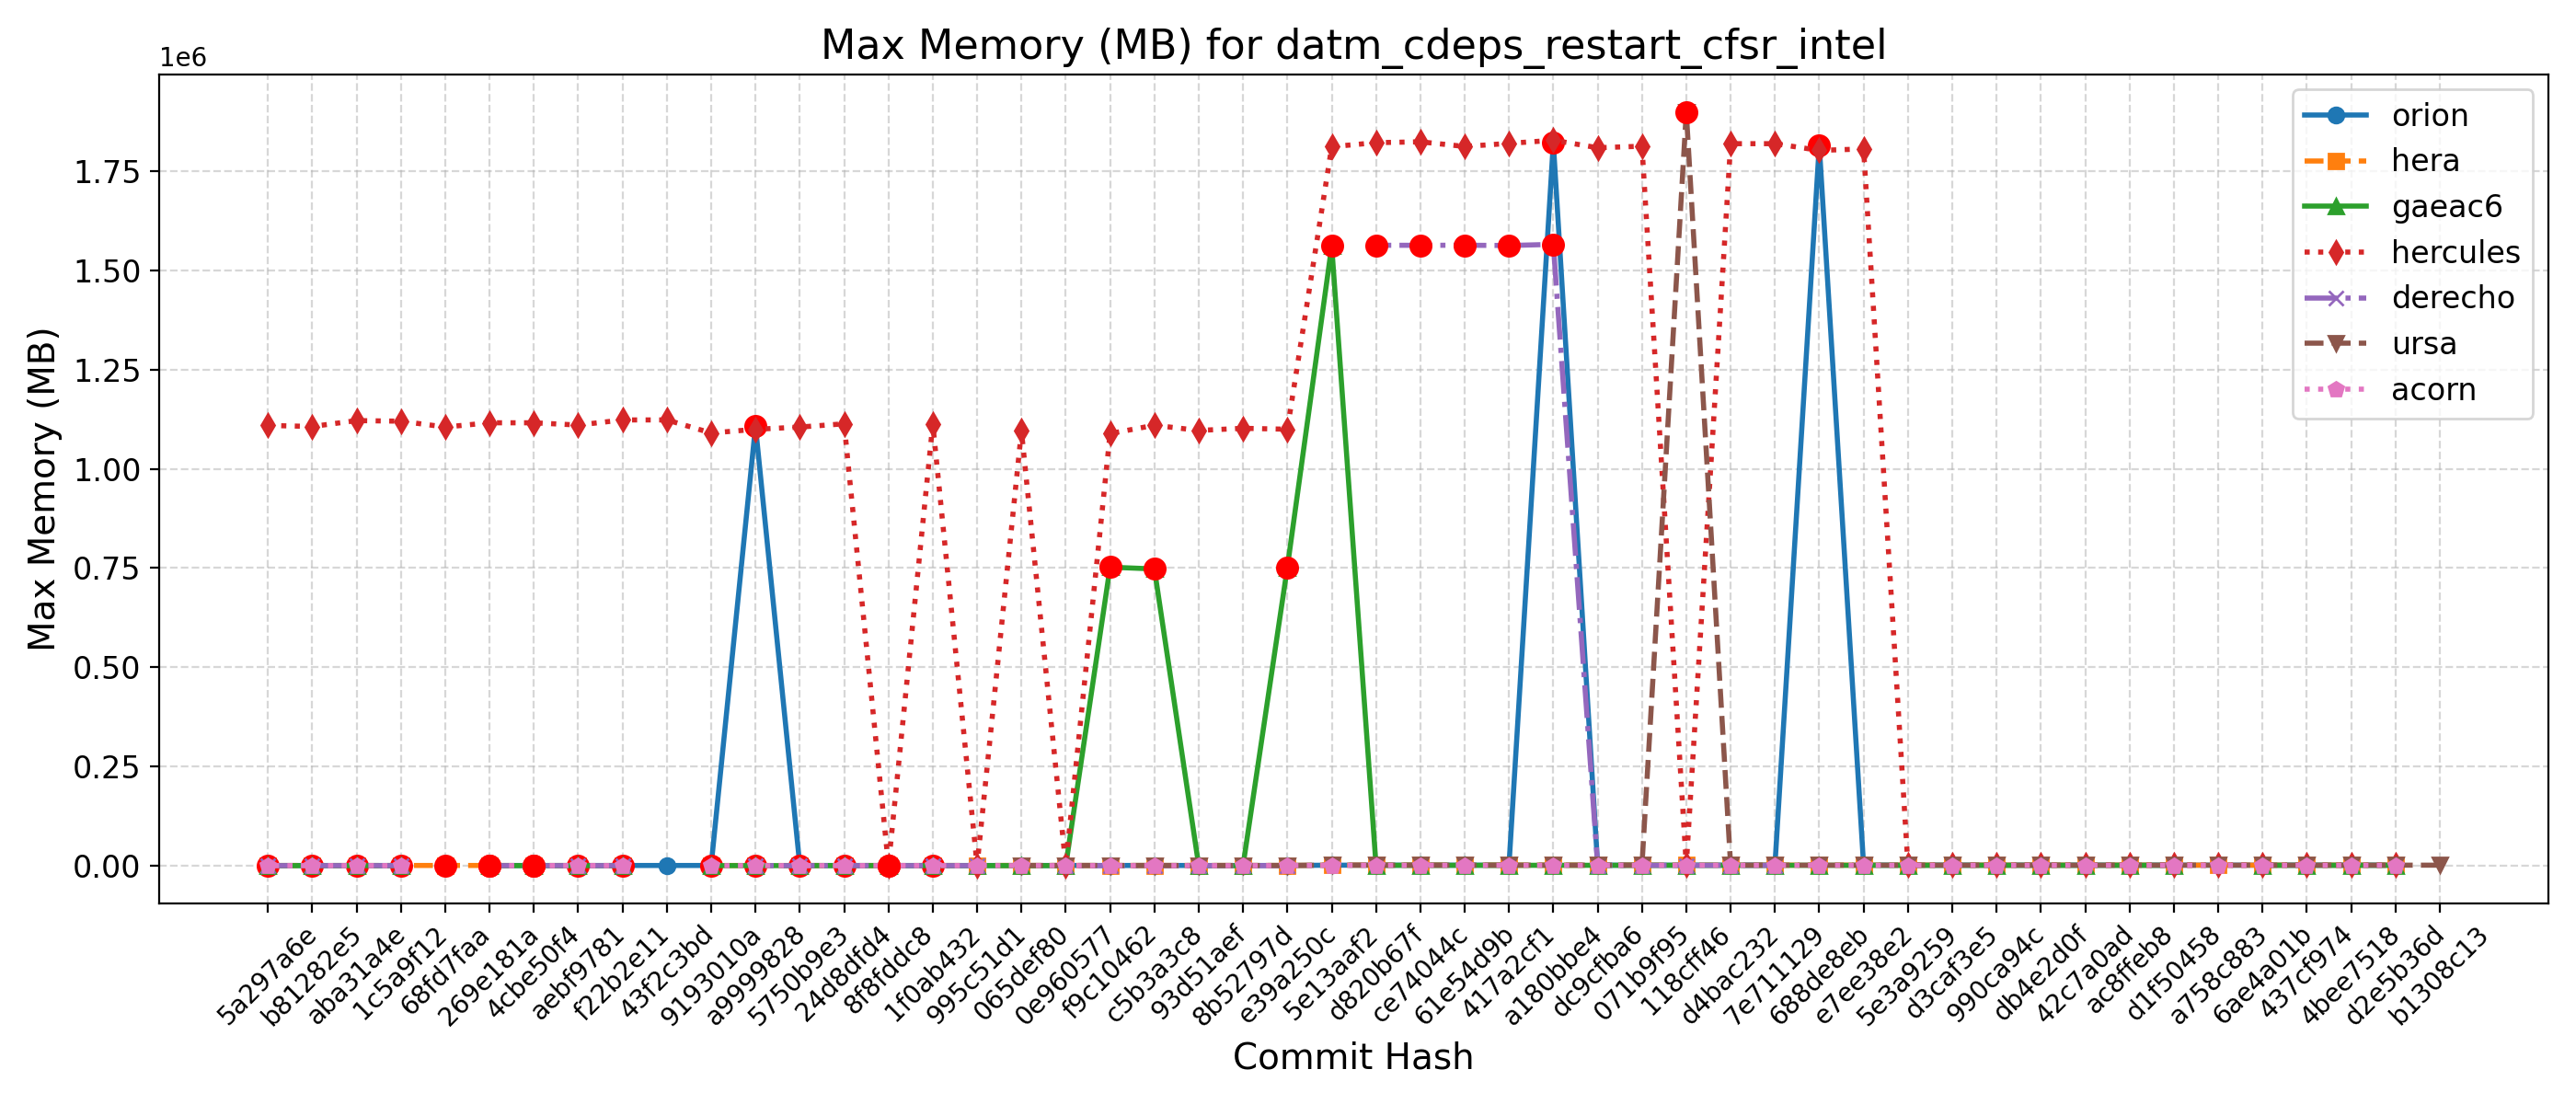 Max Memory (MB) for datm_cdeps_restart_cfsr_intel
1e6
1.75
1.50
1.25
1.00
0.75
0.50
0.25
0.00
Max Memory (MB)
orion
hera
gaeac6
hercules
derecho
ursa
acorn
5a297a6e
b81282e5
aba31a4e
1c5a9f12
68fd7faa
269e181a
4cbe50f4
aebf9781
f22b2e11
43f2c3bd
9193010a
a9999828
5750b9e3
24d8dfd4
8f8fddc8
1f0ab432
995c51d1
065def80
0e960577
f9c10462
c5b3a3c8
93d51aef
8b52797d
e39a250c
5e13aaf2
d820b67f
ce74044c
61e54d9b
417a2cf1
a180bbe4
dc9cfba6
071b9f95
118cff46
d4bac232
7e711129
688de8eb
e7ee38e2
5e3a9259
d3caf3e5
990ca94c
db4e2d0f
42c7a0ad
ac8ffeb8
d1f50458
a758c883
6ae4a01b
437cf974
4bee7518
d2e5b36d
b1308c13
Commit Hash